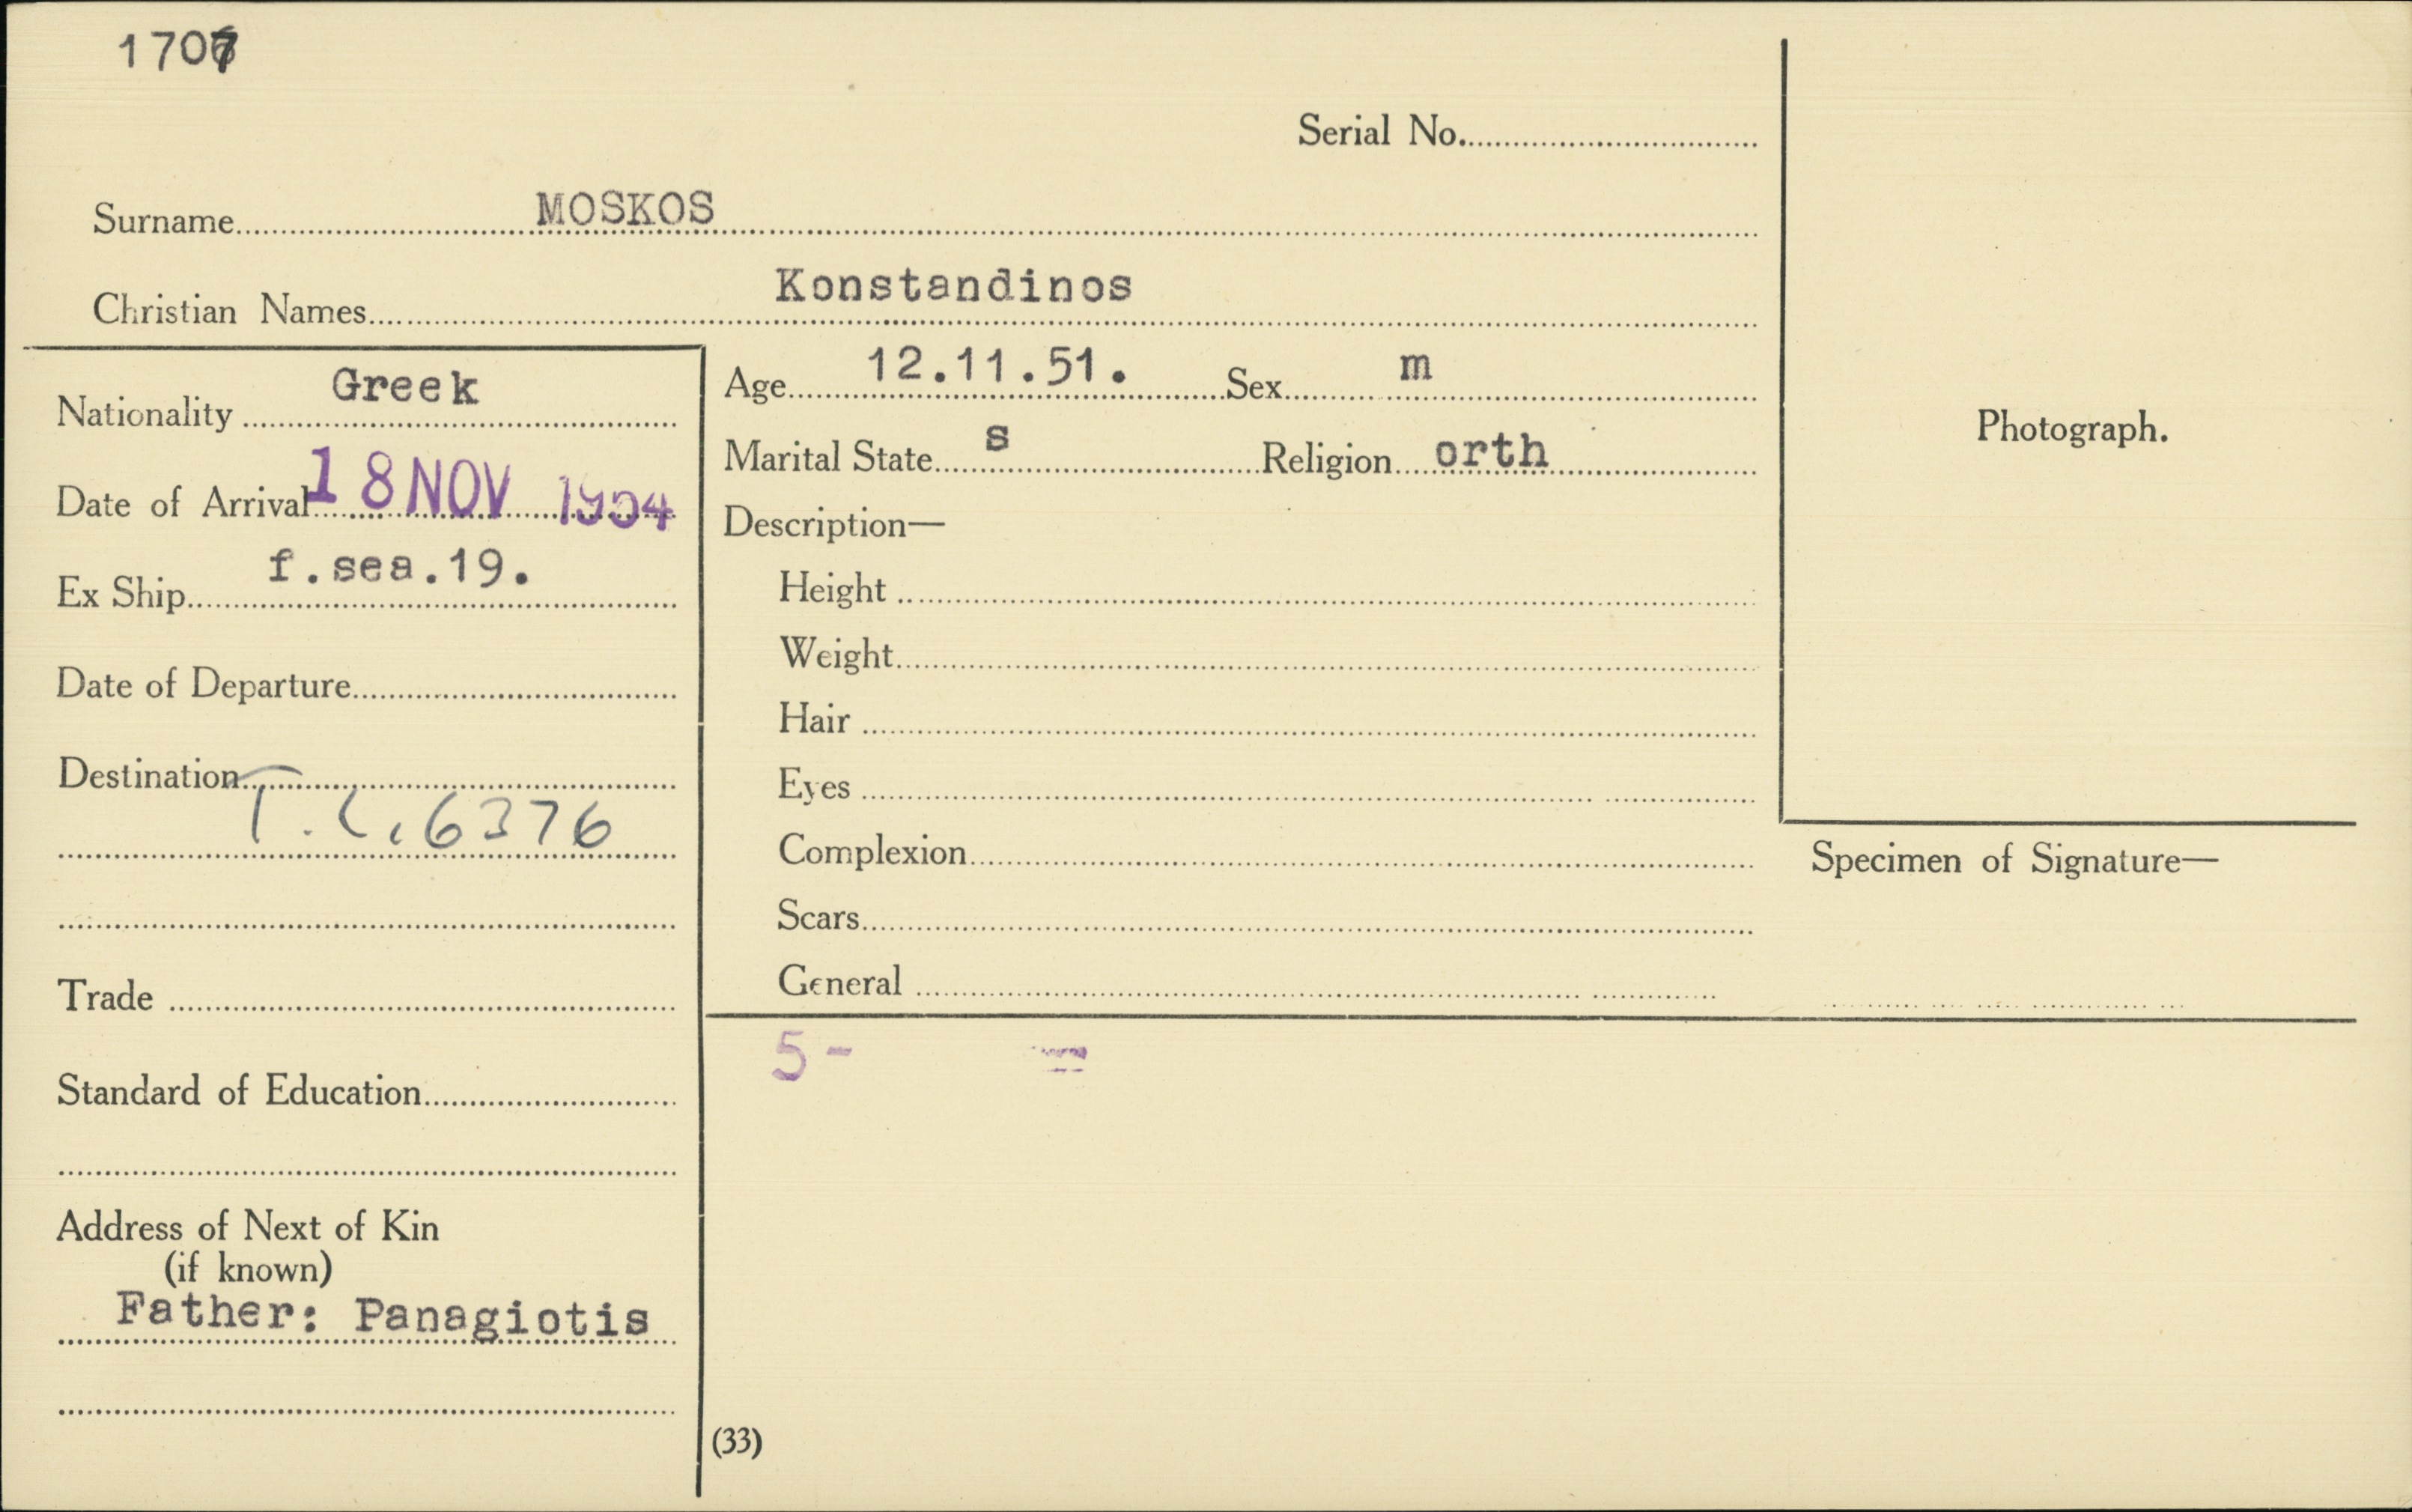 1707
Serial No.
Surname MOSKOS
Christian Names Konstandinos
Nationality Greek
Date of Arrival 18 NOV 1954
Ex Ship f.sea.19.
Date of Departure
Destination
T.C. 6376
Trade
Standard of Education
Address of Next of Kin
(if known)
Father: Panagiotis
Age 12.11.51. Sex m
Marital State s Religion orth
Description—
Height
Weight
Hair
Eyes
Complexion
Scars
General
5 -
(33)
Photograph.
Specimen of Signature—